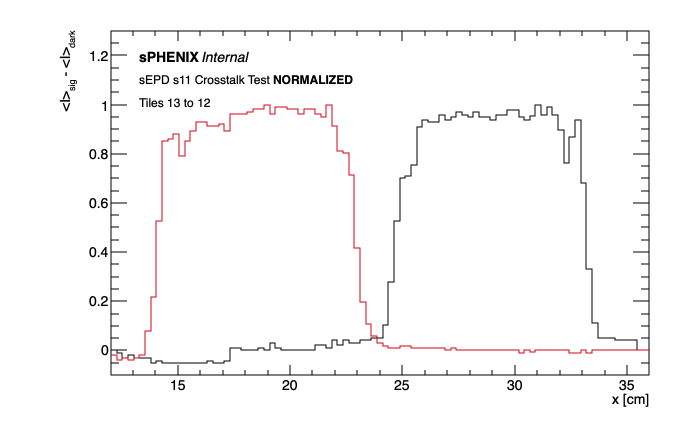 <I>sig - <I>dark
sPHENIX Internal
sEPD s11 Crosstalk Test NORMALIZED
Tiles 13 to 12
1.2
1
0.8
0.6
0.4
0.2
0
15 20 25 30 35
x [cm]